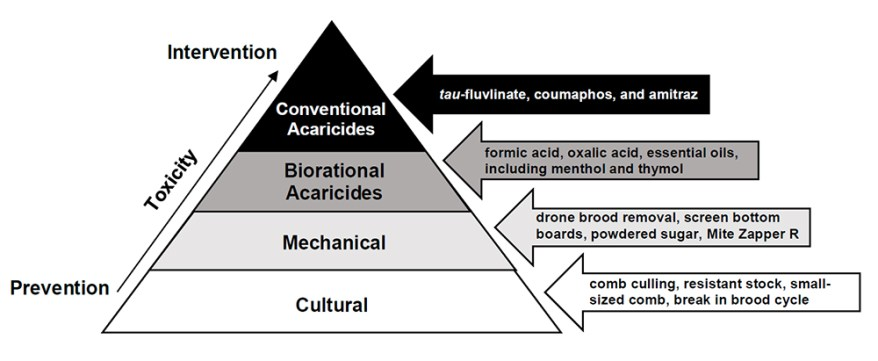 Intervention
Conventional
Acaricides
tau-fluvlinate, coumaphos, and amitraz
Toxicity
Biorational
Acaricides
formic acid, oxalic acid, essential oils,
including menthol and thymol
Mechanical
drone brood removal, screen bottom
boards, powdered sugar, Mite Zapper R
Prevention
Cultural
comb culling, resistant stock, small-
sized comb, break in brood cycle